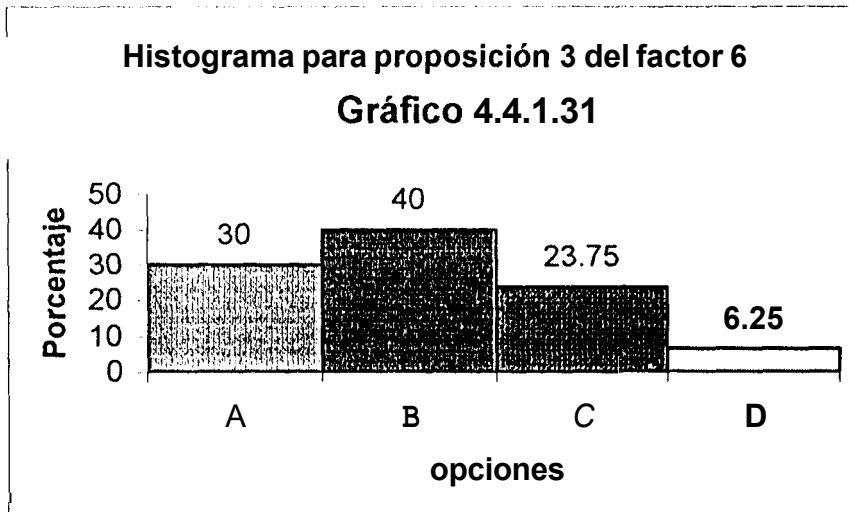 Histograma para proposición 3 del factor 6
Gráfico 4.4.1.31
Porcentaje
50
40
30
20
10
0
30
40
23.75
6.25
A B C D
opciones